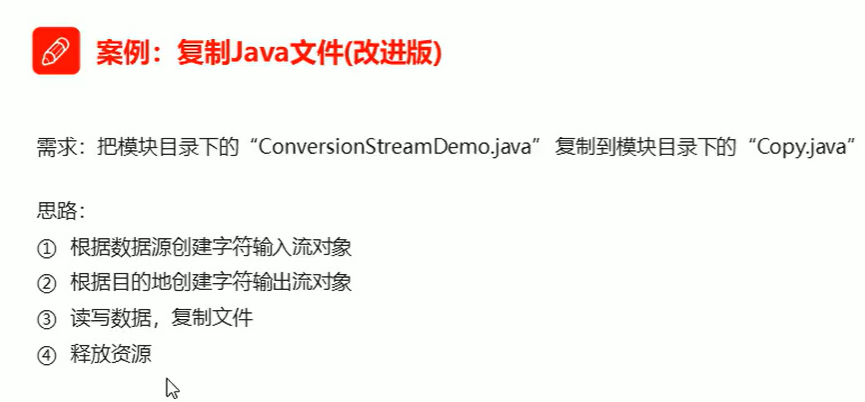 案例：复制Java文件(改进版)
需求：把模块目录下的“ConversionStreamDemo.java” 复制到模块目录下的“Copy.java”
思路：
① 根据数据源创建字符输入流对象
② 根据目的地创建字符输出流对象
③ 读写数据，复制文件
④ 释放资源